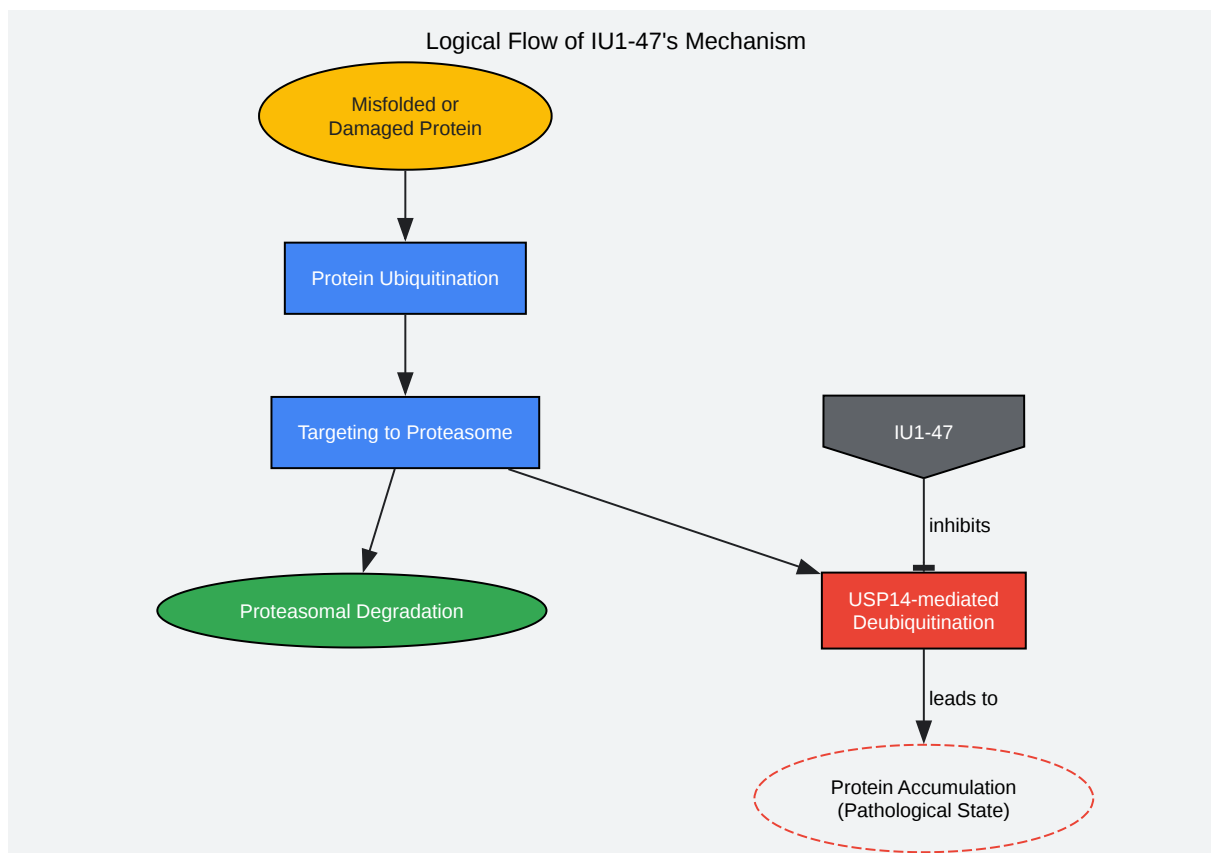 Logical Flow of IU1-47's Mechanism
Misfolded or
Damaged Protein
Protein Ubiquitination
Targeting to Proteasome
IU1-47
inhibits
Proteasomal Degradation
USP14-mediated
Deubiquitination
leads to
Protein Accumulation
(Pathological State)